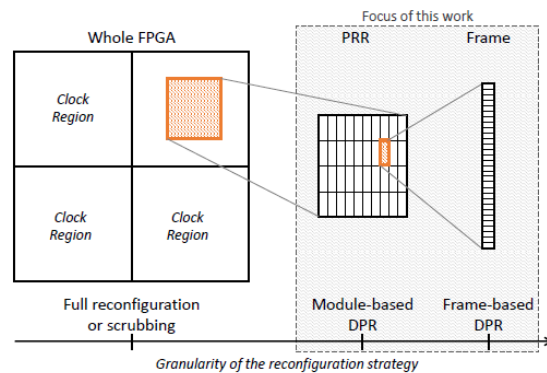 Focus of this work
Whole FPGA
PRR
Frame
Clock
Region
Clock
Region
Clock
Region
Full reconfiguration
or scrubbing
Module-based
DPR
Frame-based
DPR
Granularity of the reconfiguration strategy